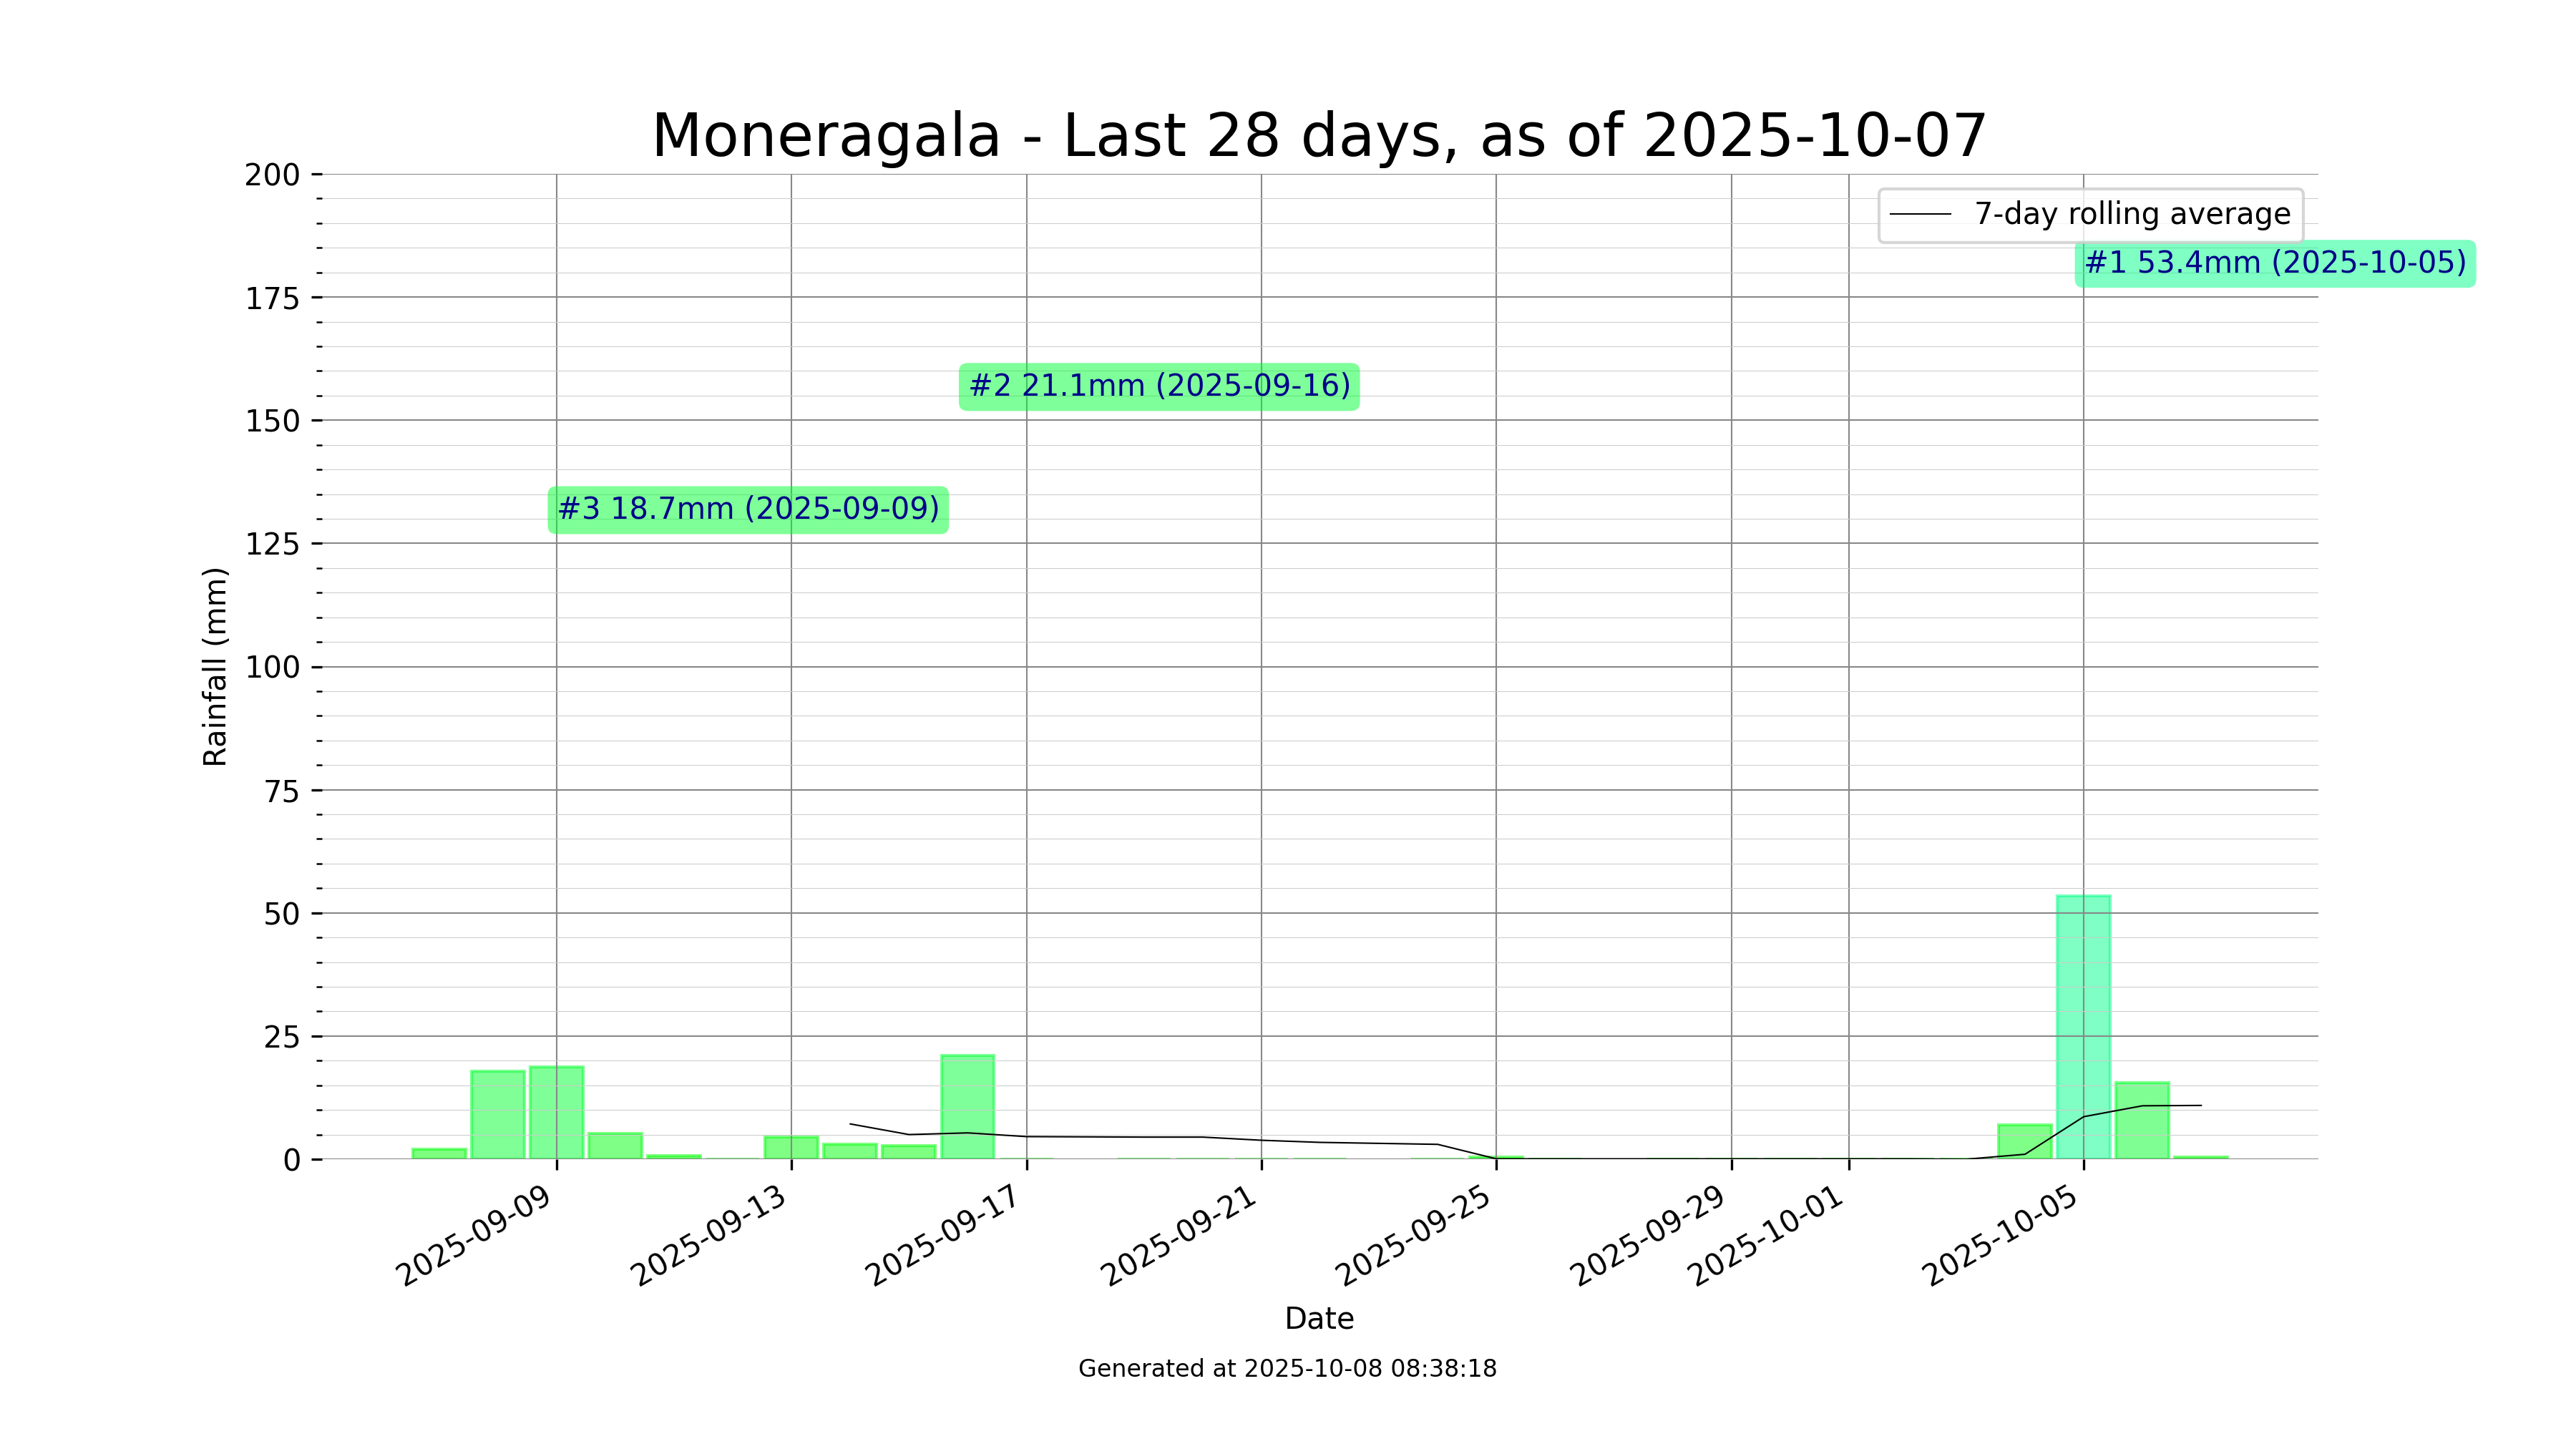 Moneragala - Last 28 days, as of 2025-10-07
200
175
150
125
100
75
50
25
0
Rainfall (mm)
7-day rolling average
#1 53.4mm (2025-10-05)
#2 21.1mm (2025-09-16)
#3 18.7mm (2025-09-09)
2025-09-09
2025-09-13
2025-09-17
2025-09-21
2025-09-25
2025-09-29
2025-10-01
2025-10-05
Date
Generated at 2025-10-08 08:38:18